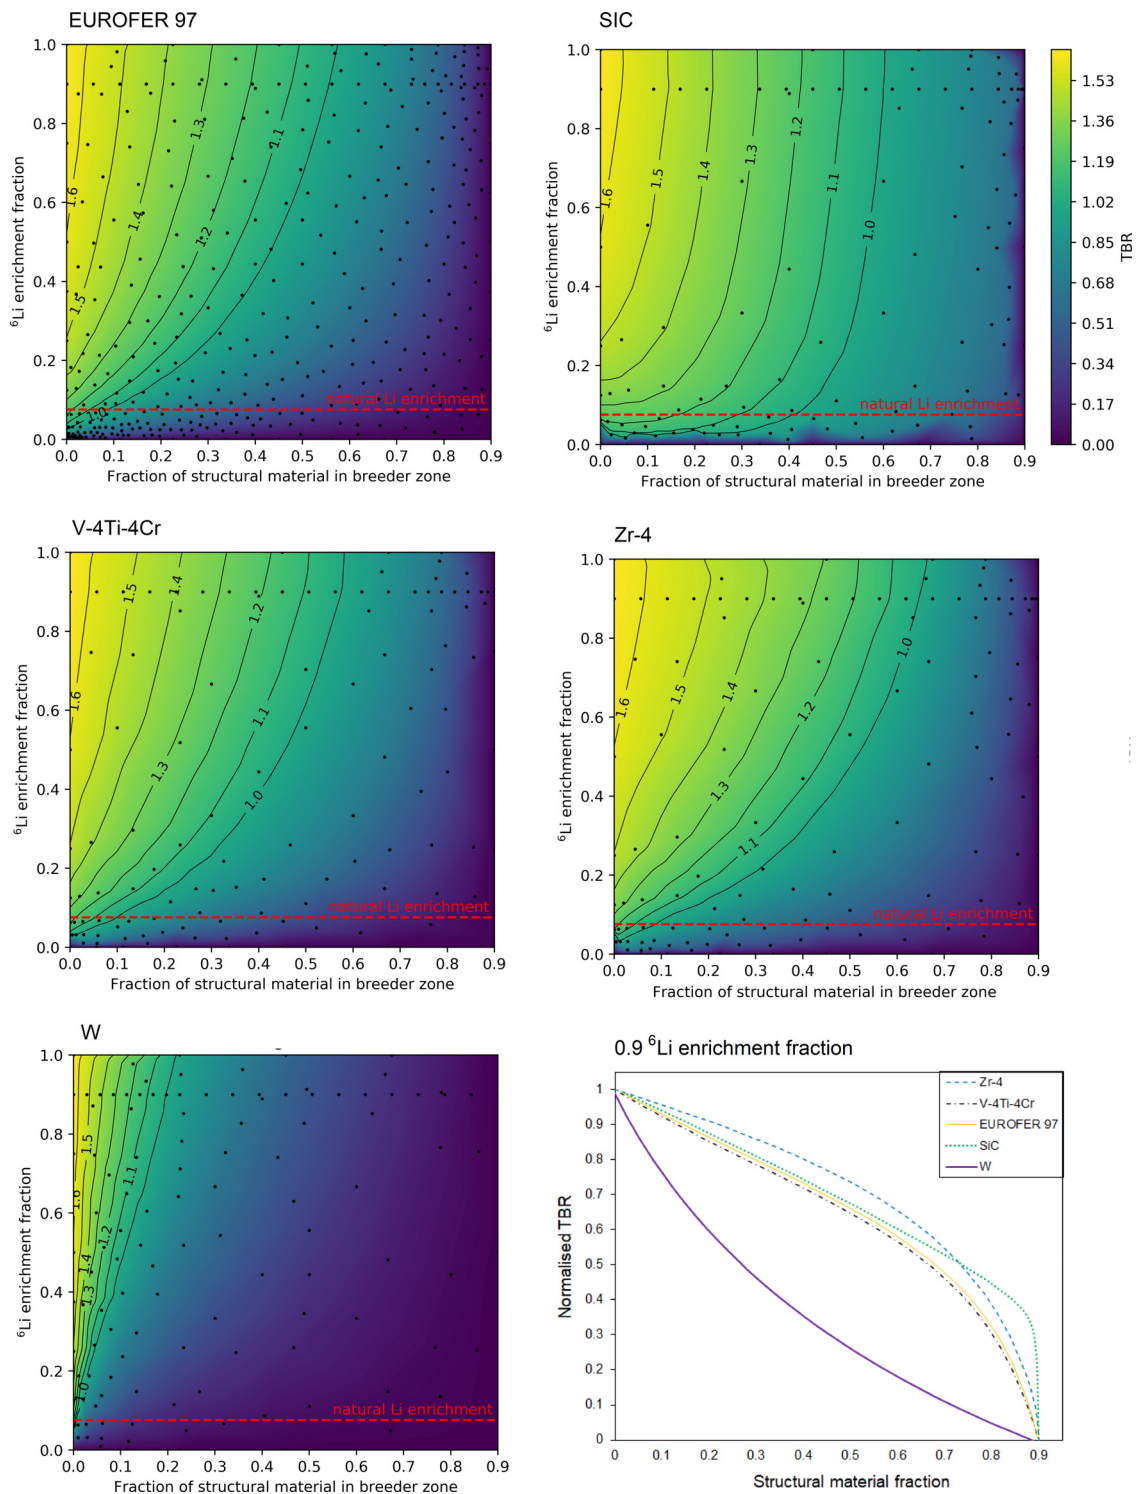 EUROFER 97
1.0
0.8
0.6
0.4
0.2
0.0
⁶Li enrichment fraction
1.6
1.5
1.4
1.3
1.2
1.1
1.0
natural Li enrichment
0.0 0.1 0.2 0.3 0.4 0.5 0.6 0.7 0.8 0.9
Fraction of structural material in breeder zone
SIC
1.0
0.8
0.6
0.4
0.2
0.0
⁶Li enrichment fraction
1.6
1.5
1.4
1.3
1.2
1.1
1.0
natural Li enrichment
0.0 0.1 0.2 0.3 0.4 0.5 0.6 0.7 0.8 0.9
Fraction of structural material in breeder zone
1.53
1.36
1.19
1.02
0.85
0.68
0.51
0.34
0.17
0.00
TBR
V-4Ti-4Cr
1.0
0.8
0.6
0.4
0.2
0.0
⁶Li enrichment fraction
1.6
1.5
1.4
1.3
1.2
1.1
1.0
natural Li enrichment
0.0 0.1 0.2 0.3 0.4 0.5 0.6 0.7 0.8 0.9
Fraction of structural material in breeder zone
Zr-4
1.0
0.8
0.6
0.4
0.2
0.0
⁶Li enrichment fraction
1.6
1.5
1.4
1.3
1.2
1.1
1.0
natural Li enrichment
0.0 0.1 0.2 0.3 0.4 0.5 0.6 0.7 0.8 0.9
Fraction of structural material in breeder zone
W
1.0
0.8
0.6
0.4
0.2
0.0
⁶Li enrichment fraction
1.6
1.5
1.4
1.3
1.2
1.1
1.0
natural Li enrichment
0.0 0.1 0.2 0.3 0.4 0.5 0.6 0.7 0.8 0.9
Fraction of structural material in breeder zone
0.9 ⁶Li enrichment fraction
Zr-4
V-4Ti-4Cr
EUROFER 97
SiC
W
1
0.9
0.8
0.7
0.6
0.5
0.4
0.3
0.2
0.1
0
Normalised TBR
0 0.1 0.2 0.3 0.4 0.5 0.6 0.7 0.8 0.9
Structural material fraction